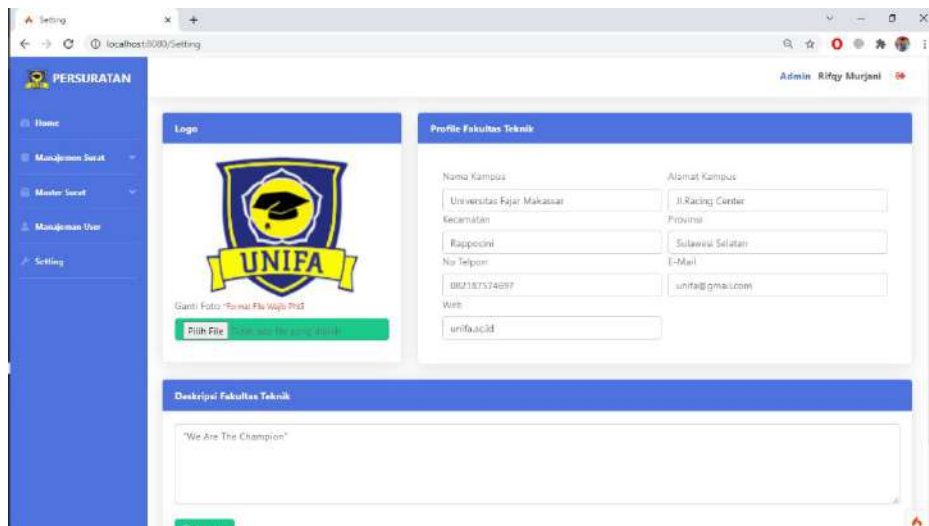 Setting
localhost:8080/Setting
PERSURATAN
Admin Rifqy Murjani
Home
Manajemen Surat
Master Surat
Manajeman User
Setting
Logo
UNIFA
Ganti Foto *Format File Wajib PNG
Pilih File
Profile Fakultas Teknik
Nama Kampus
Alamat Kampus
Universitas Fajar Makassar
Jl.Racing Center
Kecamatan
Provinsi
Rappocini
Sulawesi Selatan
No Telpon
E-Mail
082187574697
unifa@gmail.com
Web
unifa.ac.id
Deskripsi Fakultas Teknik
"We Are The Champion"